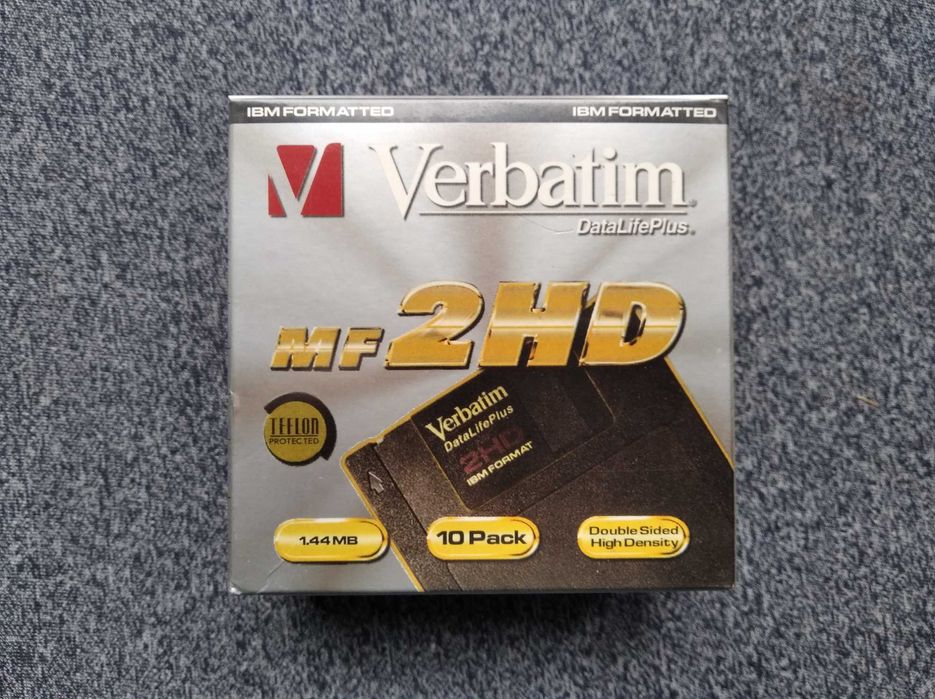 IBM FORMATTED IBM FORMATTED
Verbatim®
DataLifePlus®
MF 2HD
Verbatim
DataLifePlus
2HD
IBM FORMAT
TEFLON
PROTECTED
1.44 MB
10 Pack
Double Sided
High Density